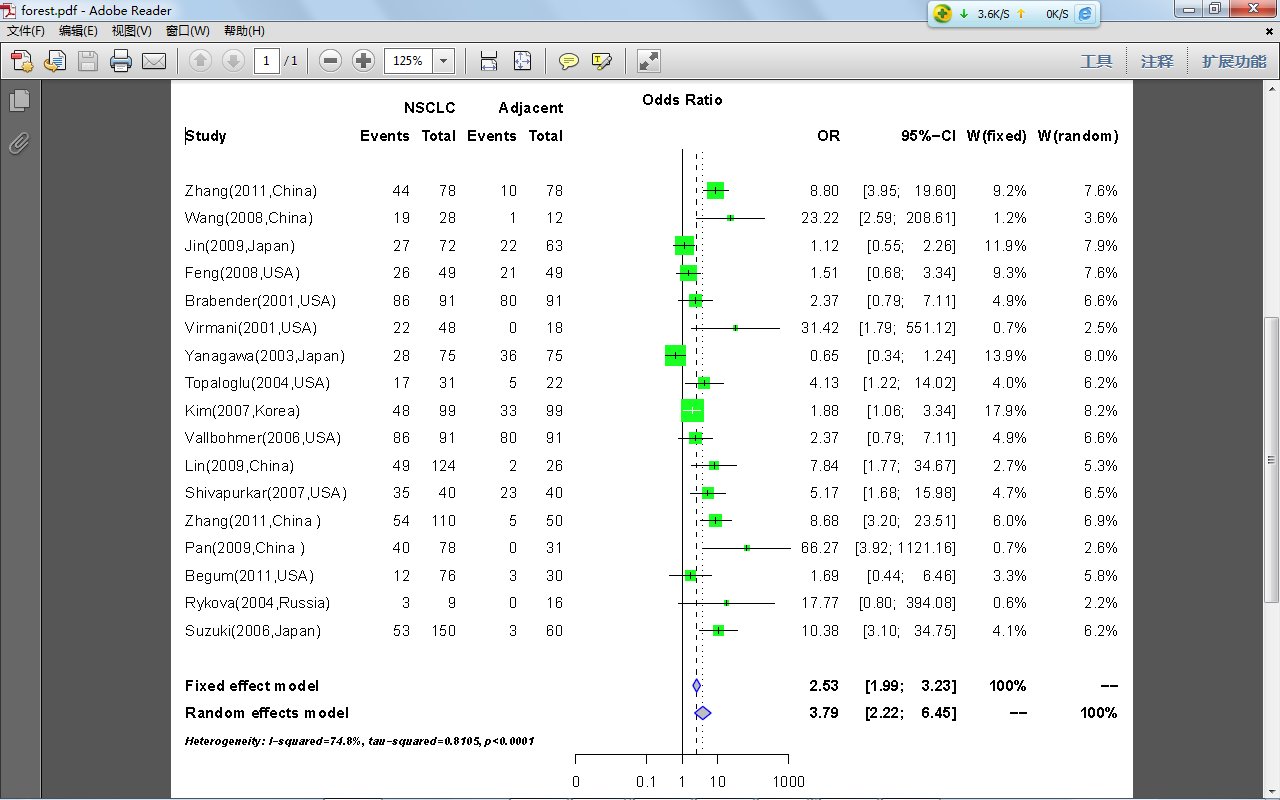 forest.pdf - Adobe Reader
3.6K/S 0K/S
文件(F) 编辑(E) 视图(V) 窗口(W) 帮助(H)
1 / 1 125% 工具 注释 扩展功能
NSCLC Adjacent Odds Ratio
Study Events Total Events Total OR 95%−CI W(fixed) W(random)
Zhang(2011,China) 44 78 10 78 8.80 [3.95; 19.60] 9.2% 7.6%
Wang(2008,China) 19 28 1 12 23.22 [2.59; 208.61] 1.2% 3.6%
Jin(2009,Japan) 27 72 22 63 1.12 [0.55; 2.26] 11.9% 7.9%
Feng(2008,USA) 26 49 21 49 1.51 [0.68; 3.34] 9.3% 7.6%
Brabender(2001,USA) 86 91 80 91 2.37 [0.79; 7.11] 4.9% 6.6%
Virmani(2001,USA) 22 48 0 18 31.42 [1.79; 551.12] 0.7% 2.5%
Yanagawa(2003,Japan) 28 75 36 75 0.65 [0.34; 1.24] 13.9% 8.0%
Topaloglu(2004,USA) 17 31 5 22 4.13 [1.22; 14.02] 4.0% 6.2%
Kim(2007,Korea) 48 99 33 99 1.88 [1.06; 3.34] 17.9% 8.2%
Vallbohmer(2006,USA) 86 91 80 91 2.37 [0.79; 7.11] 4.9% 6.6%
Lin(2009,China) 49 124 2 26 7.84 [1.77; 34.67] 2.7% 5.3%
Shivapurkar(2007,USA) 35 40 23 40 5.17 [1.68; 15.98] 4.7% 6.5%
Zhang(2011,China ) 54 110 5 50 8.68 [3.20; 23.51] 6.0% 6.9%
Pan(2009,China ) 40 78 0 31 66.27 [3.92; 1121.16] 0.7% 2.6%
Begum(2011,USA) 12 76 3 30 1.69 [0.44; 6.46] 3.3% 5.8%
Rykova(2004,Russia) 3 9 0 16 17.77 [0.80; 394.08] 0.6% 2.2%
Suzuki(2006,Japan) 53 150 3 60 10.38 [3.10; 34.75] 4.1% 6.2%
Fixed effect model 2.53 [1.99; 3.23] 100% −−
Random effects model 3.79 [2.22; 6.45] −− 100%
Heterogeneity: I−squared=74.8%, tau−squared=0.8105, p<0.0001
0 0.1 1 10 1000